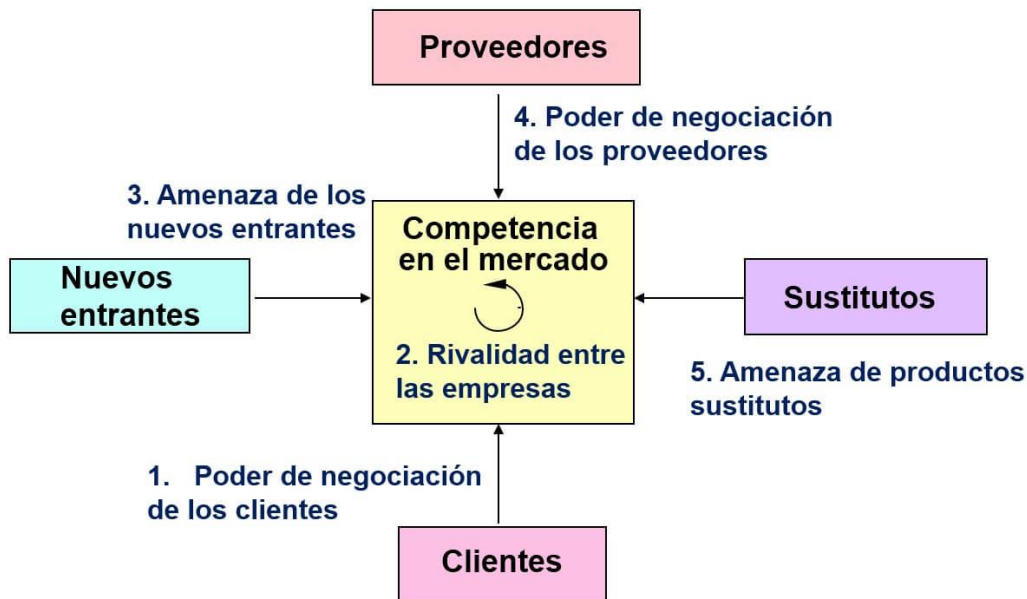 Proveedores
4. Poder de negociación
de los proveedores
3. Amenaza de los
nuevos entrantes
Competencia
en el mercado
Nuevos
entrantes
Sustitutos
2. Rivalidad entre
las empresas
5. Amenaza de productos
sustitutos
1. Poder de negociación
de los clientes
Clientes